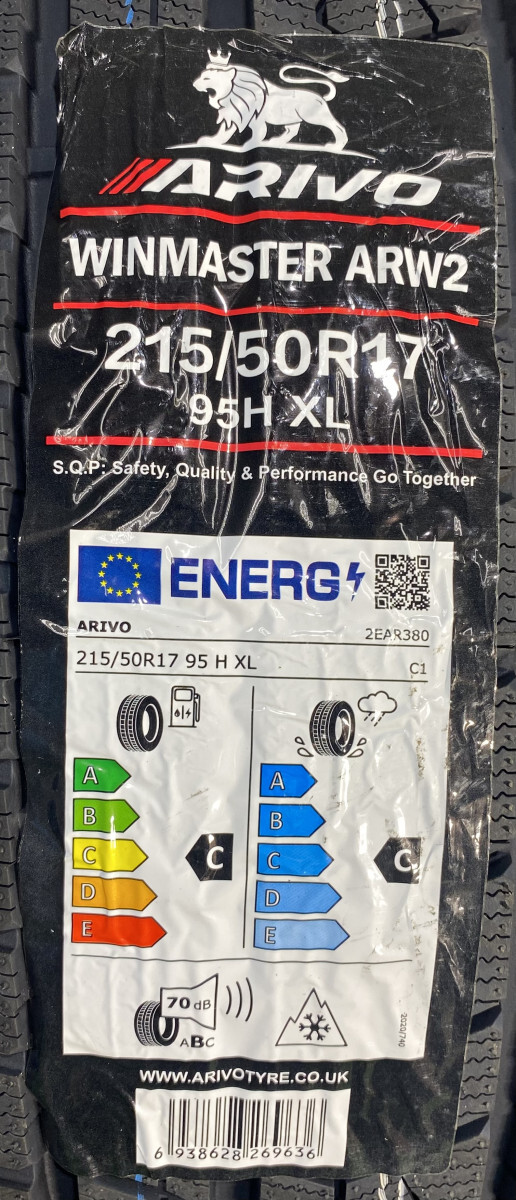 ARIVO
WINMASTER ARW2
215/50R17
95H XL
S.Q.P: Safety, Quality & Performance Go Together
ENERG
ARIVO 2EAR380
215/50R17 95 H XL C1
A A
B B
C C C C
D D
E E
70 dB
ABC
2020/740
WWW.ARIVOTYRE.CO.UK
6 938628 269636